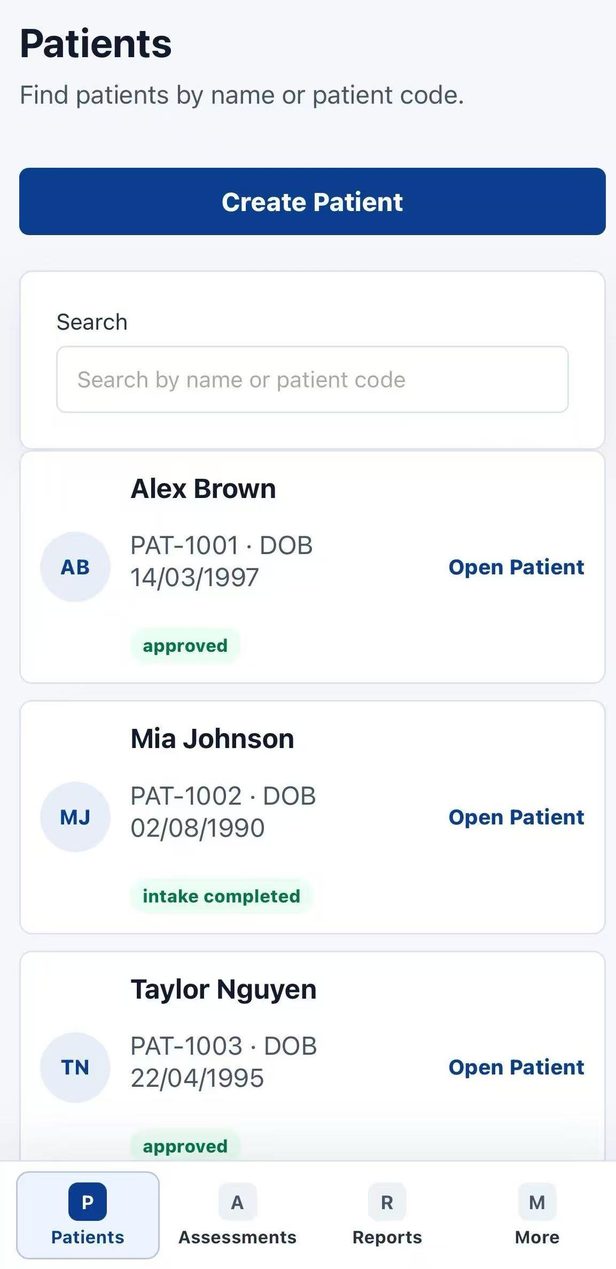 Patients
Find patients by name or patient code.
Create Patient
Search
Search by name or patient code
Alex Brown
AB
PAT-1001 · DOB
14/03/1997
Open Patient
approved
Mia Johnson
MJ
PAT-1002 · DOB
02/08/1990
Open Patient
intake completed
Taylor Nguyen
TN
PAT-1003 · DOB
22/04/1995
Open Patient
approved
P
Patients
A
Assessments
R
Reports
M
More